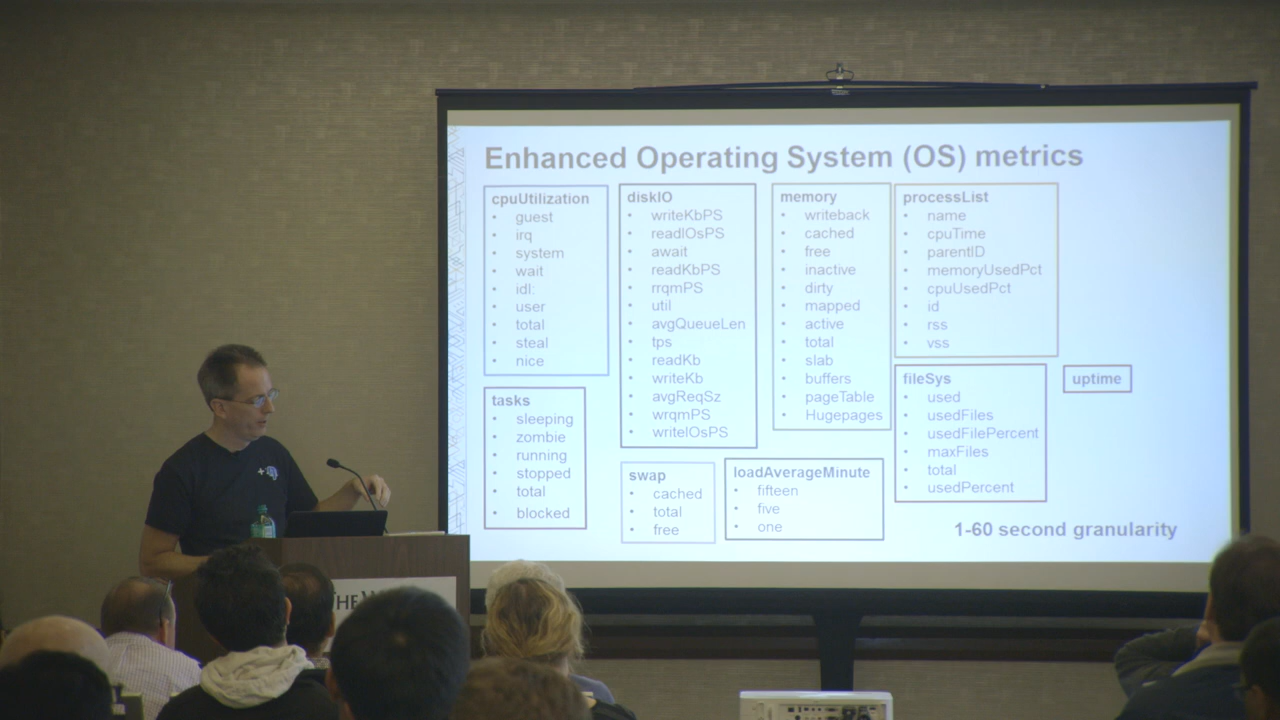 Enhanced Operating System (OS) metrics
cpuUtilization
• guest
• irq
• system
• wait
• idl:
• user
• total
• steal
• nice
tasks
• sleeping
• zombie
• running
• stopped
• total
• blocked
diskIO
• writeKbPS
• readIOsPS
• await
• readKbPS
• rrqmPS
• util
• avgQueueLen
• tps
• readKb
• writeKb
• avgReqSz
• wrqmPS
• writeIOsPS
swap
• cached
• total
• free
memory
• writeback
• cached
• free
• inactive
• dirty
• mapped
• active
• total
• slab
• buffers
• pageTable
• Hugepages
loadAverageMinute
• fifteen
• five
• one
processList
• name
• cpuTime
• parentID
• memoryUsedPct
• cpuUsedPct
• id
• rss
• vss
fileSys
• used
• usedFiles
• usedFilePercent
• maxFiles
• total
• usedPercent
uptime
1-60 second granularity
THE